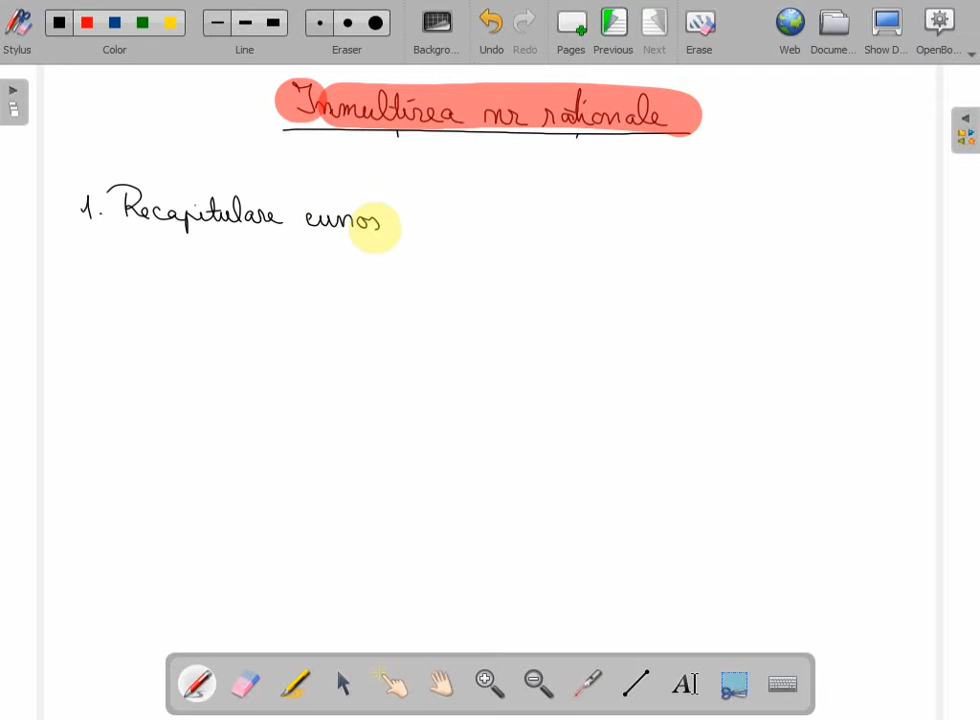 Stylus Color Line Eraser Backgro... Undo Redo Pages Previous Next Erase Web Docume... Show D... OpenBo...
Inmultirea nr rationale
1. Recapitulare cunos
A